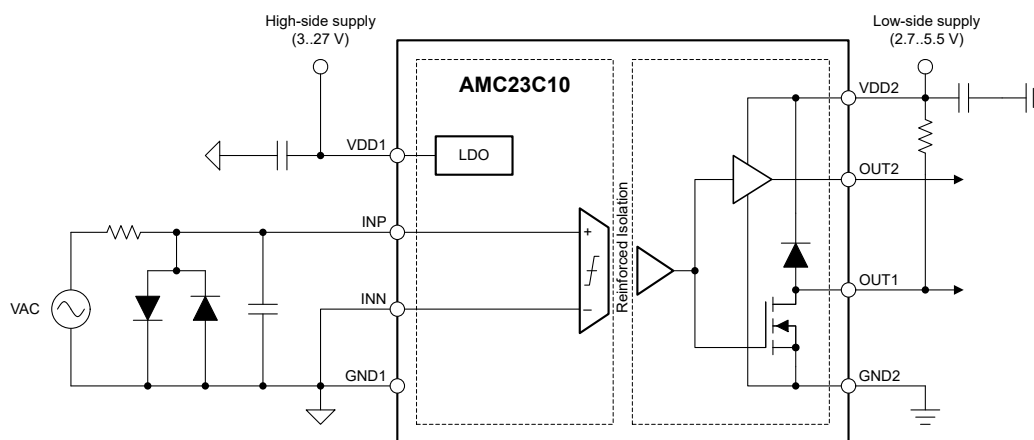 High-side supply
(3..27 V)
Low-side supply
(2.7..5.5 V)
AMC23C10
VDD2
VDD1
LDO
OUT2
INP
+
Reinforced Isolation
VAC
INN
–
OUT1
GND1
GND2